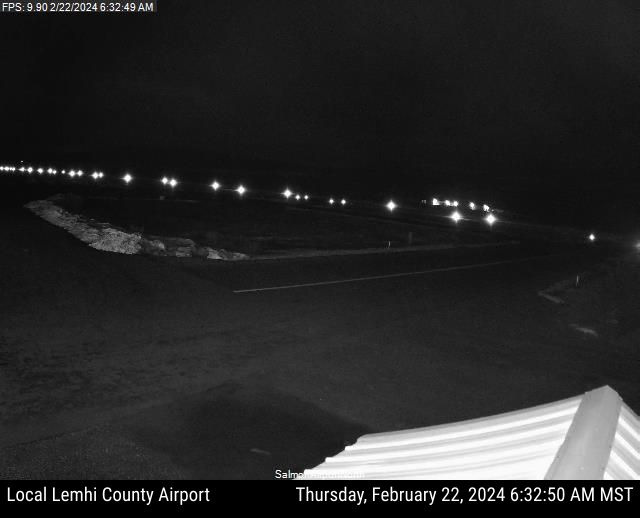 FPS: 9.90 2/22/2024 6:32:49 AM
Local Lemhi County Airport
Thursday, February 22, 2024 6:32:50 AM MST